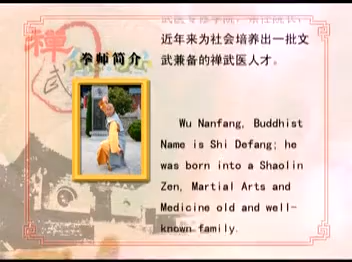 禅
武
拳师简介
近年来为社会培养出一批文
武兼备的禅武医人才。
Wu Nanfang, Buddhist
Name is Shi Defang; he
was born into a Shaolin
Zen, Martial Arts and
Medicine old and well-
known family.